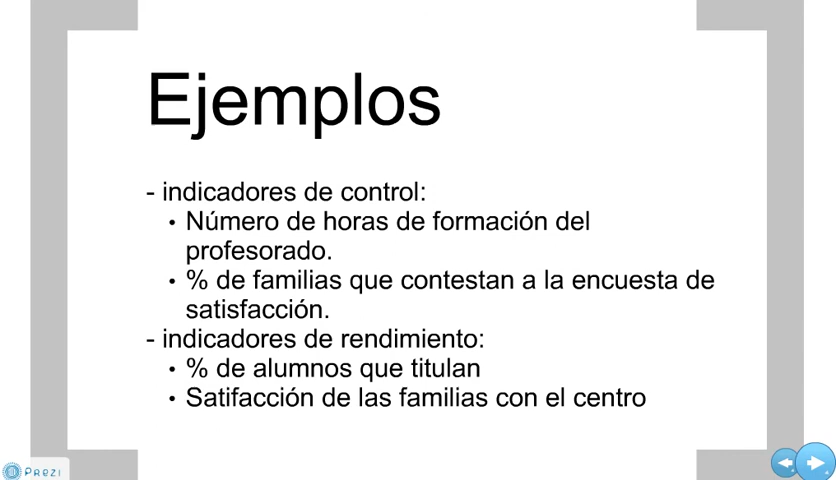 Ejemplos
- indicadores de control:
• Número de horas de formación del
profesorado.
• % de familias que contestan a la encuesta de
satisfacción.
- indicadores de rendimiento:
• % de alumnos que titulan
• Satifacción de las familias con el centro
Prezi